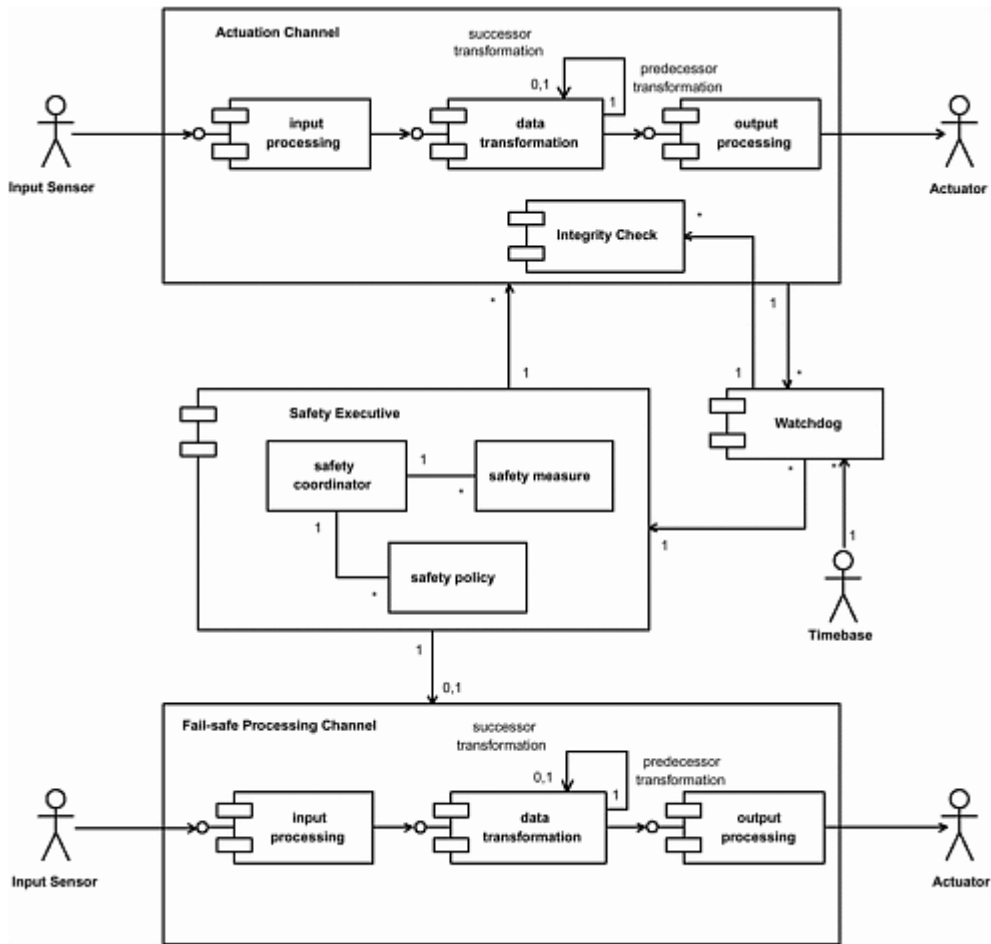 Actuation Channel
successor
transformation
predecessor
transformation
0,1
1
input
processing
data
transformation
output
processing
Input Sensor
Actuator
Integrity Check
*
*
1
1
1
*
Safety Executive
Watchdog
safety
coordinator
1
*
safety measure
*
*
1
safety policy
*
1
1
Timebase
1
0,1
Fail-safe Processing Channel
successor
transformation
predecessor
transformation
0,1
1
input
processing
data
transformation
output
processing
Input Sensor
Actuator